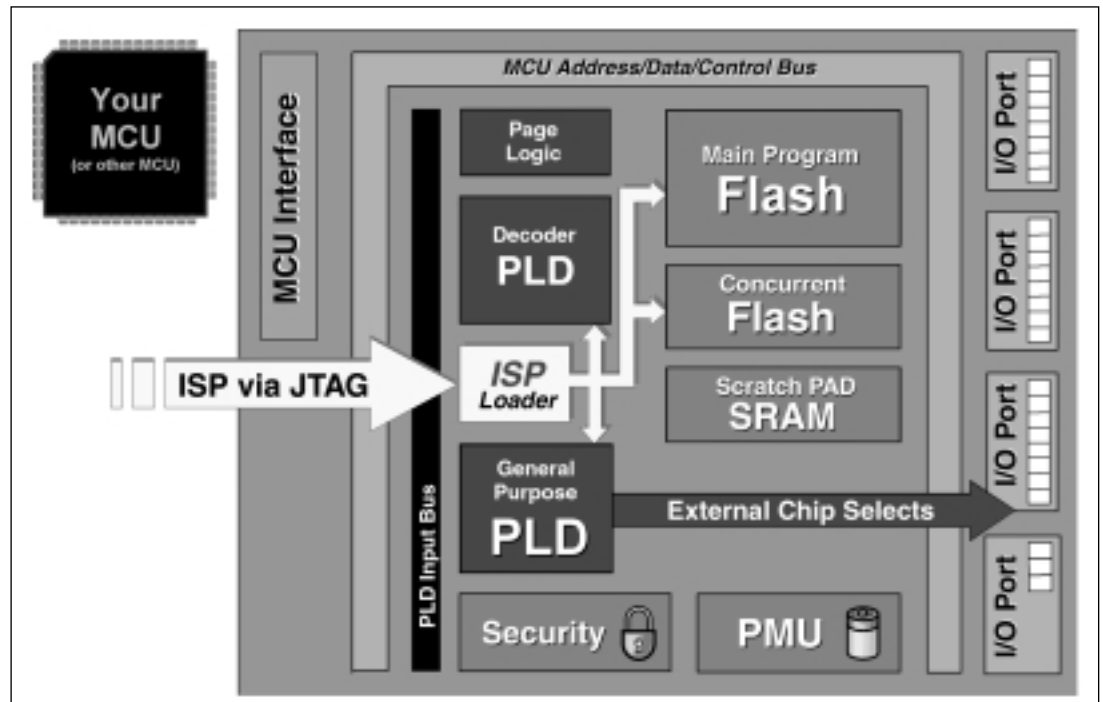 Your
MCU
(or other MCU)
MCU Interface
MCU Address/Data/Control Bus
PLD Input Bus
Page
Logic
Decoder
PLD
ISP via JTAG
ISP
Loader
General
Purpose
PLD
Main Program
Flash
Concurrent
Flash
Scratch PAD
SRAM
External Chip Selects
Security
PMU
I/O Port
I/O Port
I/O Port
I/O Port